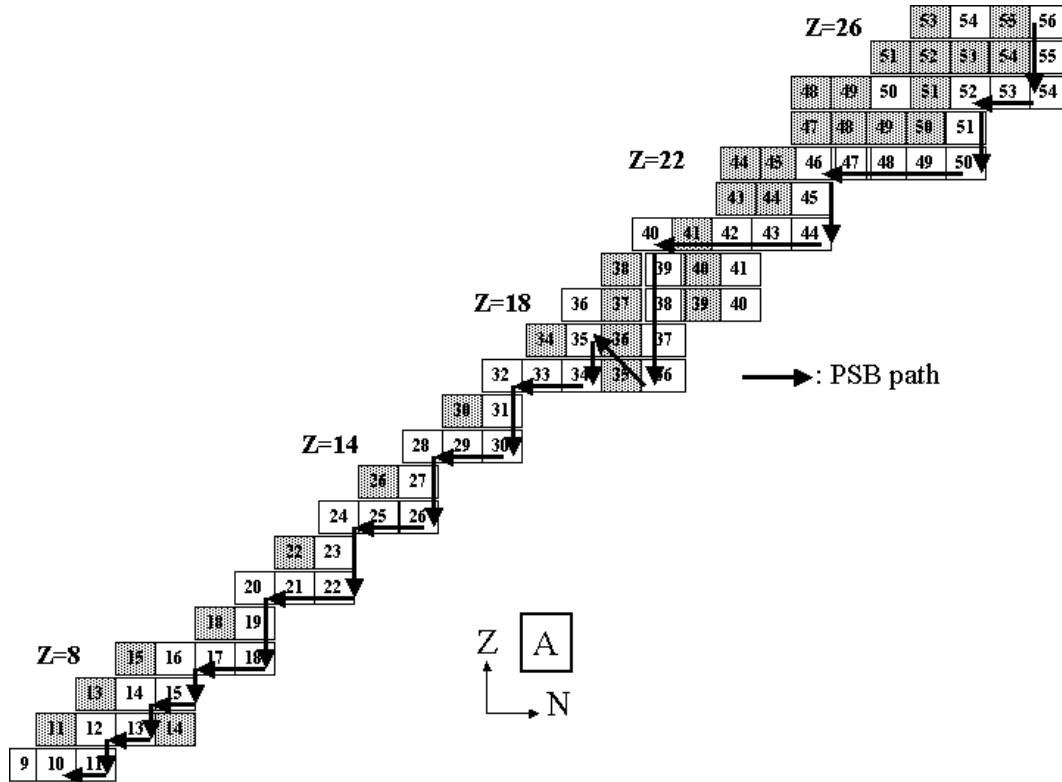 53 54 55 56
Z=26
51 52 53 54 55
48 49 50 51 52 53 54
47 48 49 50 51
Z=22 44 45 46 47 48 49 50
43 44 45
40 41 42 43 44
38 39 40 41
Z=18 36 37 38 39 40
34 35 36 37
32 33 34 35 36 : PSB path
30 31
Z=14 28 29 30
26 27
24 25 26
22 23
20 21 22
18 19
Z=8 15 16 17 18
Z A
13 14 15
N
11 12 13 14
9 10 11